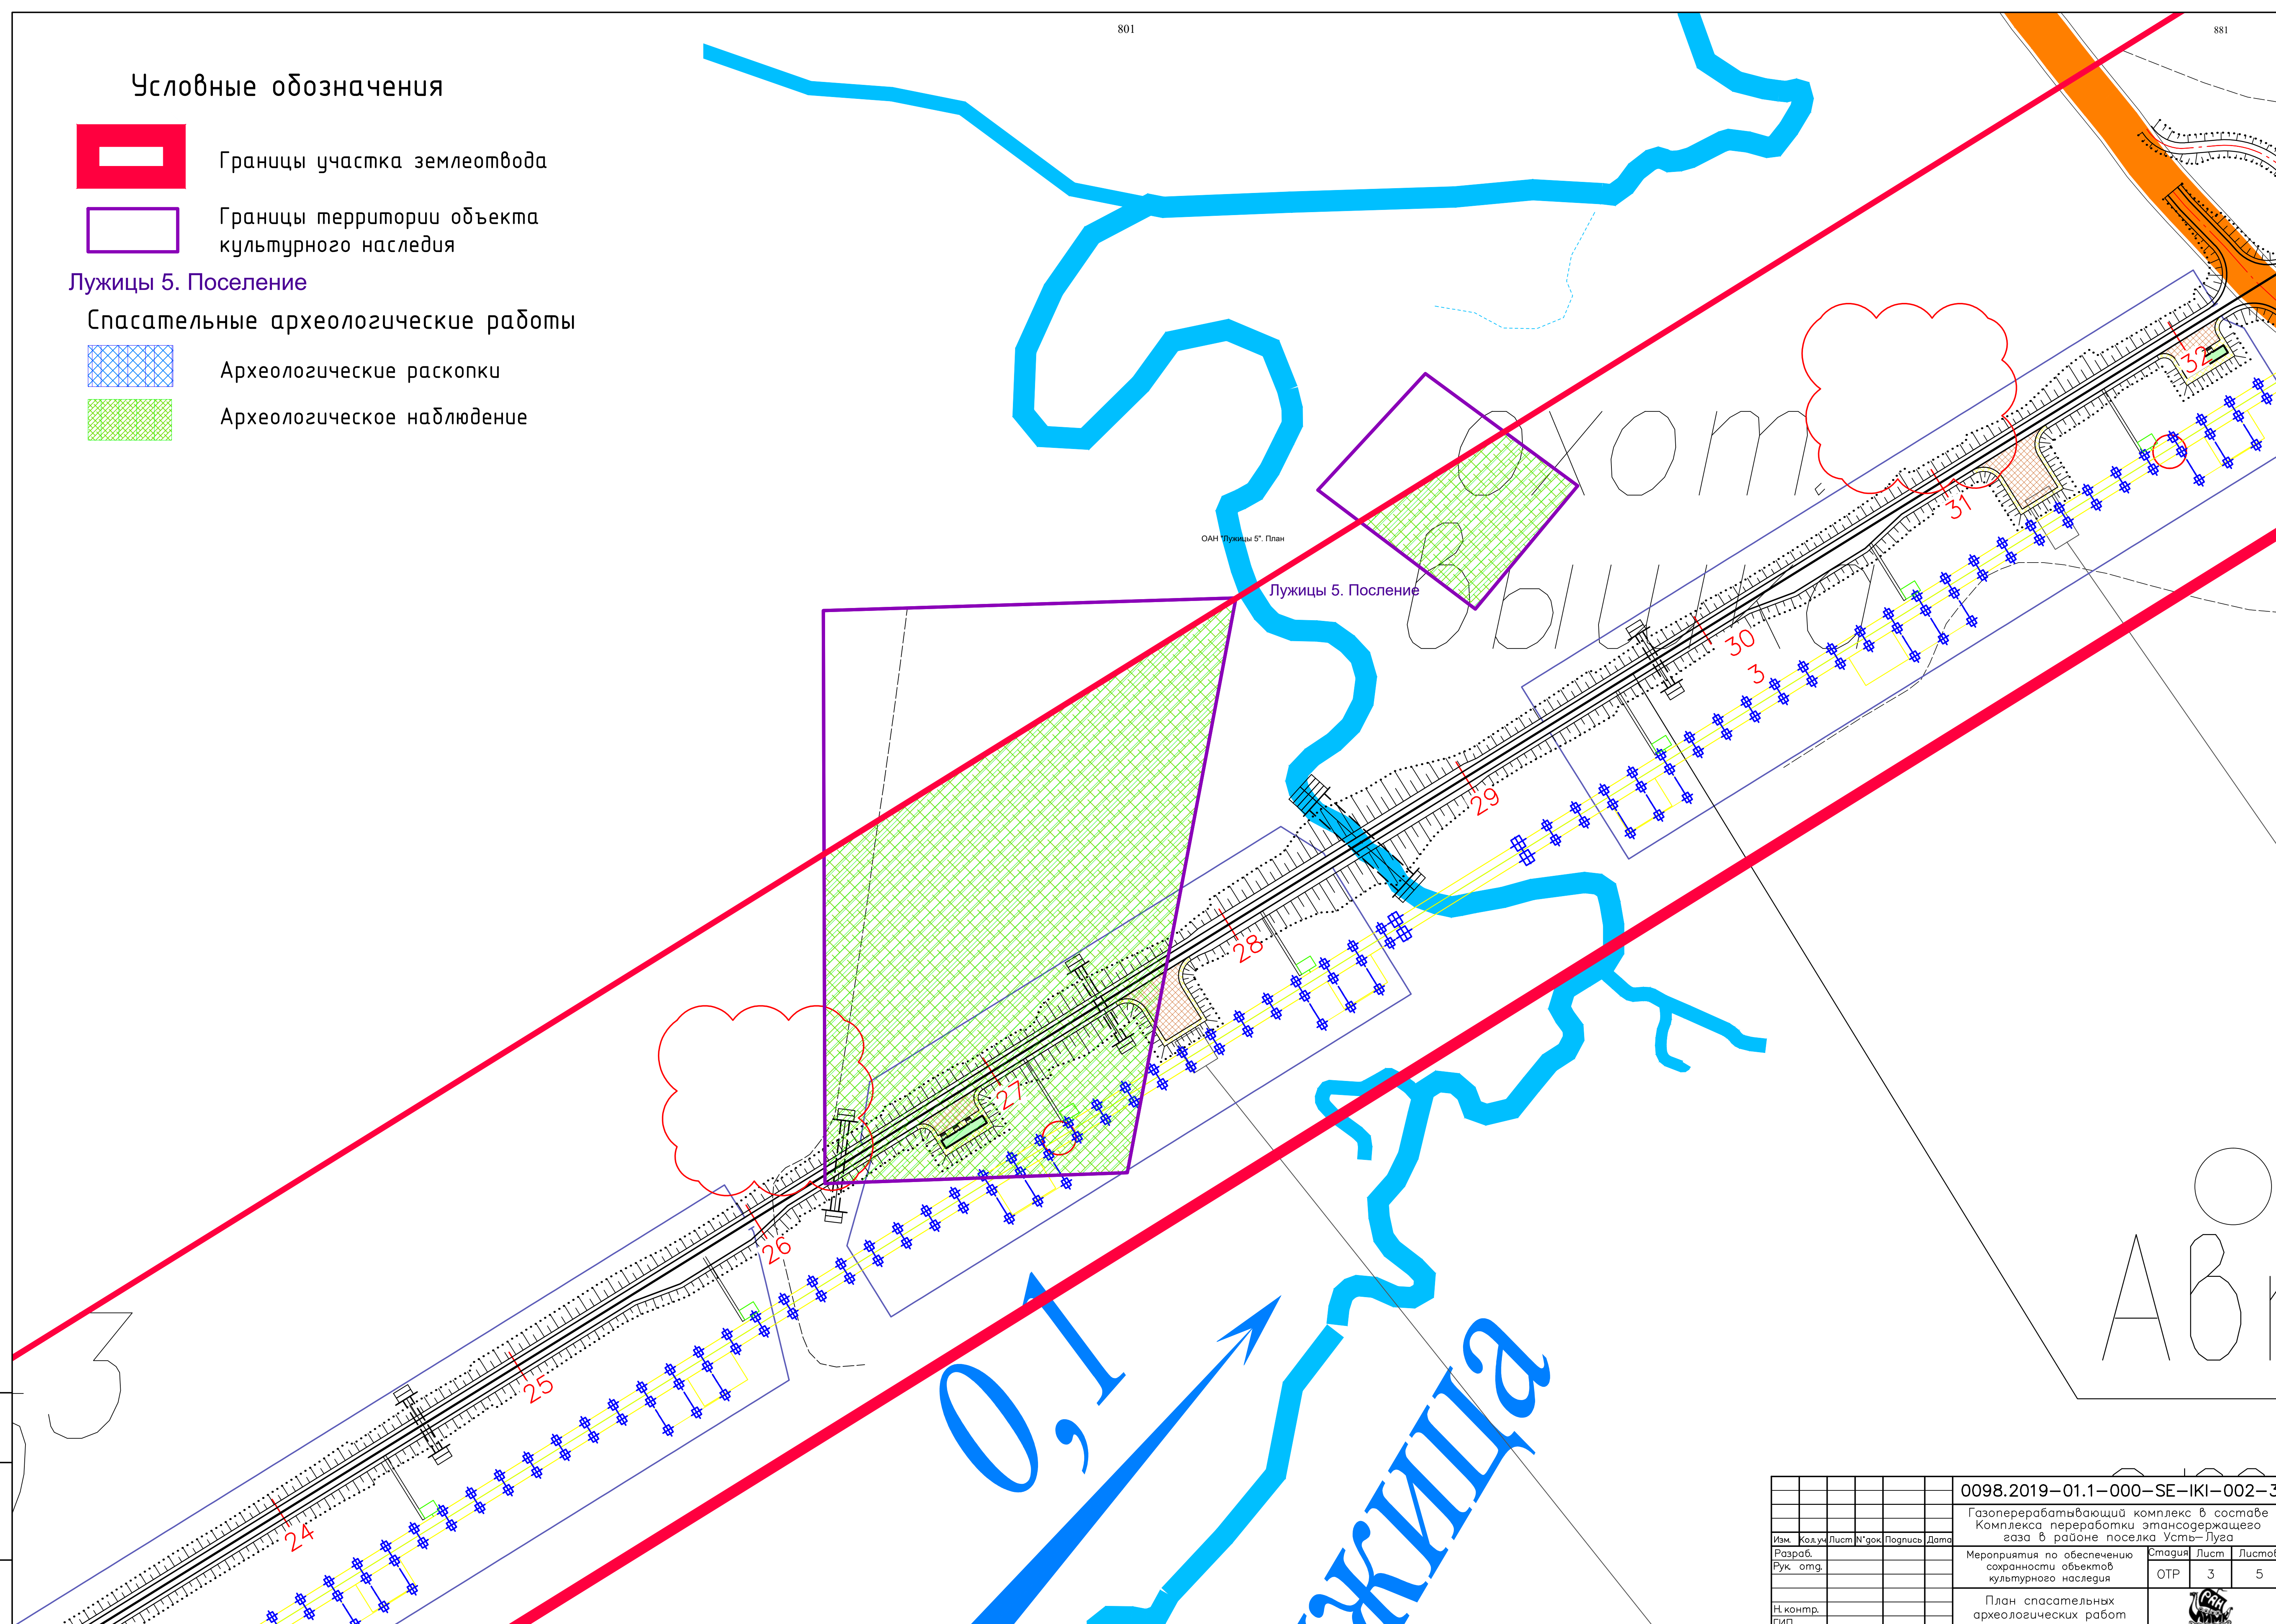 801
881
Условные обозначения
Границы участка землеотвода
Границы территории объекта
культурного наследия
Лужицы 5. Поселение
Спасательные археологические работы
Археологические раскопки
Археологическое наблюдение
охот.
ОАН "Лужицы 5". План
Лужицы 5. Посление
32
31
30
3
29
28
27
26
25
24
3
0,1
0098.2019-01.1-000-SE-IKI-002-3
Газоперерабатывающий комплекс в составе
Комплекса переработки этансодержащего
газа в районе поселка Усть-Луга
Изм. Кол.уч Лист N°док Подпись Дата
Разраб.
Рук. отд.
Мероприятия по обеспечению
сохранности объектов
культурного наследия
Стадия Лист Листов
ОТР 3 5
Н.контр.
ГИП
План спасательных
археологических работ